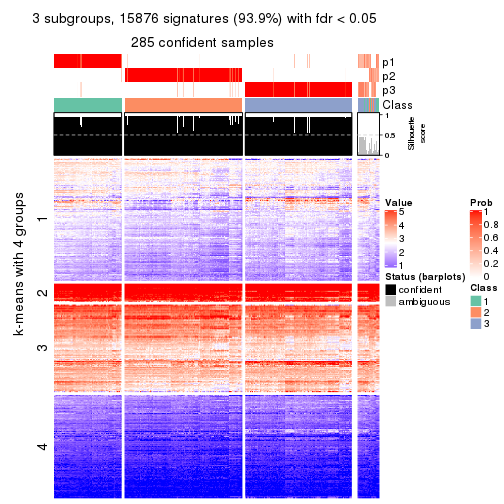 3 subgroups, 15876 signatures (93.9%) with fdr < 0.05
285 confident samples
p1
p2
p3
Class
1
0.5
0
Silhouette
score
k-means with 4 groups
1
2
3
4
Value
5
4
3
2
1
Status (barplots)
confident
ambiguous
Prob
1
0.8
0.6
0.4
0.2
0
Class
1
2
3